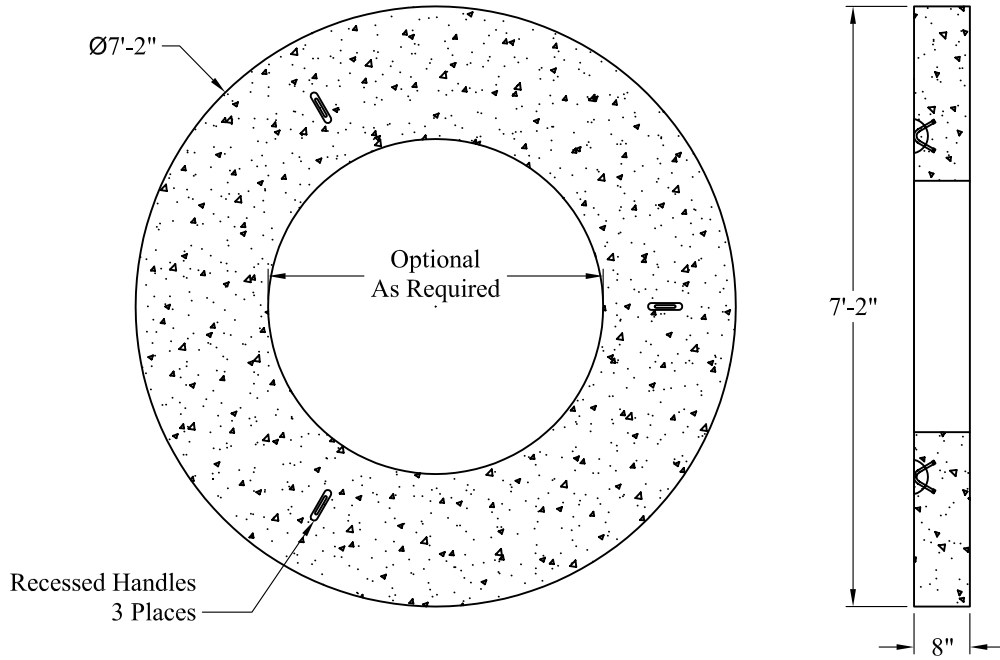 Ø7'-2"
Optional
As Required
7'-2"
Recessed Handles
3 Places
8"